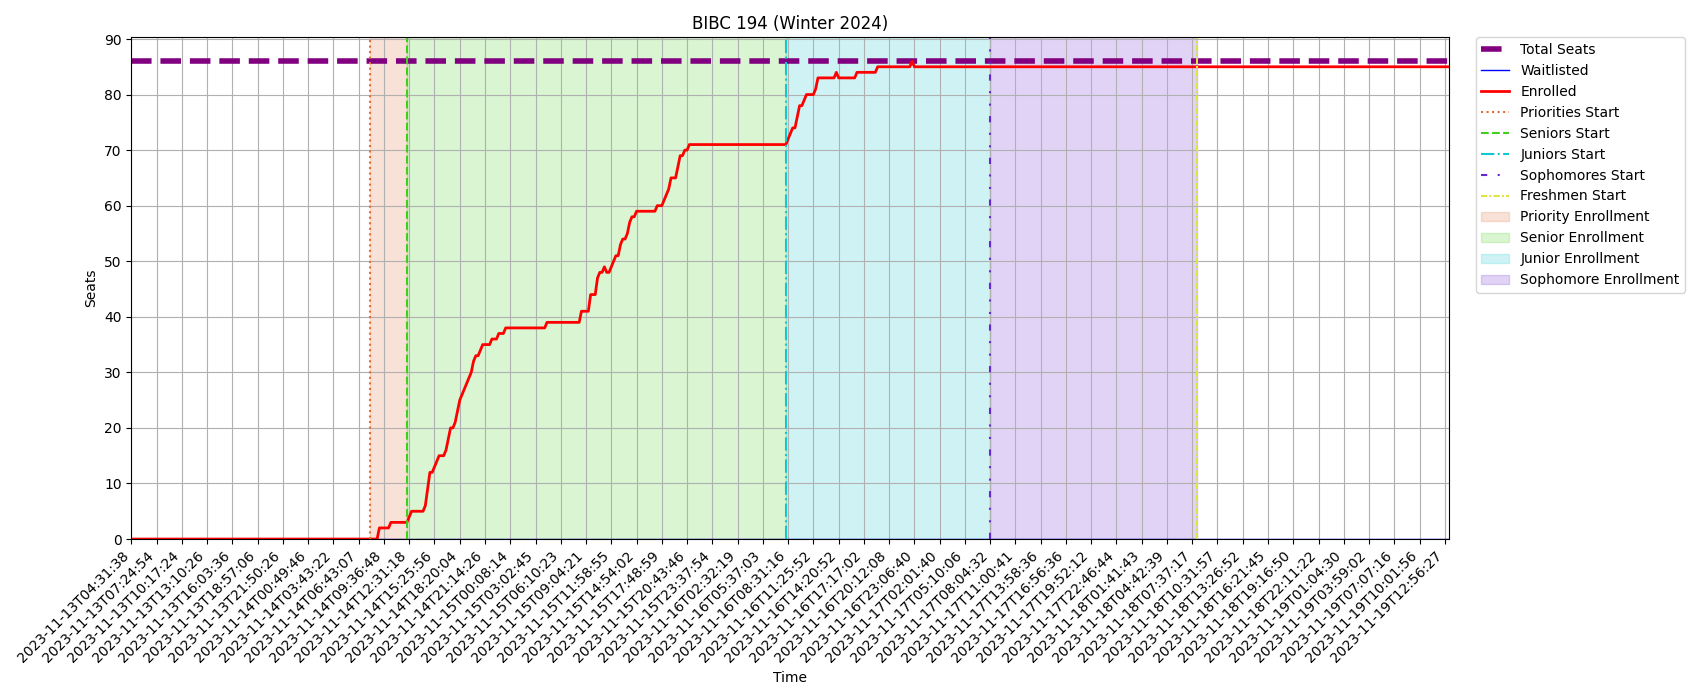 BIBC 194 (Winter 2024)
90
80
70
60
50
40
30
20
10
0
Seats
2023-11-13T04:31:38
2023-11-13T07:24:54
2023-11-13T10:17:24
2023-11-13T13:10:26
2023-11-13T16:03:36
2023-11-13T18:57:06
2023-11-13T21:50:26
2023-11-14T00:49:46
2023-11-14T03:43:22
2023-11-14T06:43:07
2023-11-14T09:36:48
2023-11-14T12:31:18
2023-11-14T15:25:56
2023-11-14T18:20:04
2023-11-14T21:14:26
2023-11-15T00:08:14
2023-11-15T03:02:45
2023-11-15T06:10:23
2023-11-15T09:04:21
2023-11-15T11:58:55
2023-11-15T14:54:02
2023-11-15T17:48:59
2023-11-15T20:43:46
2023-11-15T23:37:54
2023-11-16T02:32:19
2023-11-16T05:37:03
2023-11-16T08:31:16
2023-11-16T11:25:52
2023-11-16T14:20:52
2023-11-16T17:17:02
2023-11-16T20:12:08
2023-11-16T23:06:40
2023-11-17T02:01:40
2023-11-17T05:10:06
2023-11-17T08:04:32
2023-11-17T11:00:41
2023-11-17T13:58:36
2023-11-17T16:56:36
2023-11-17T19:52:12
2023-11-17T22:46:44
2023-11-18T01:41:43
2023-11-18T04:42:39
2023-11-18T07:37:17
2023-11-18T10:31:57
2023-11-18T13:26:52
2023-11-18T16:21:45
2023-11-18T19:16:50
2023-11-18T22:11:22
2023-11-19T01:04:30
2023-11-19T03:59:02
2023-11-19T07:07:16
2023-11-19T10:01:56
2023-11-19T12:56:27
Time
Total Seats
Waitlisted
Enrolled
Priorities Start
Seniors Start
Juniors Start
Sophomores Start
Freshmen Start
Priority Enrollment
Senior Enrollment
Junior Enrollment
Sophomore Enrollment